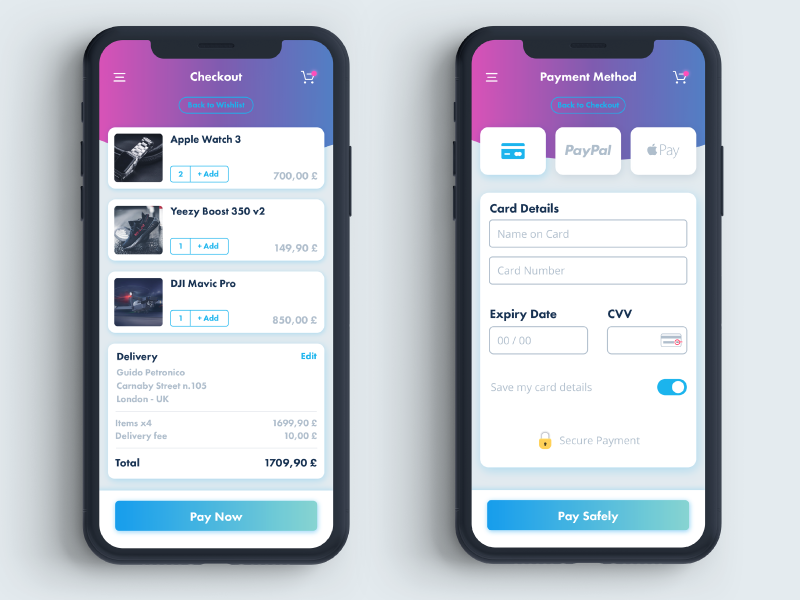 Checkout
Back to Wishlist
Apple Watch 3
2 + Add
700,00 £
Yeezy Boost 350 v2
1 + Add
149,90 £
DJI Mavic Pro
1 + Add
850,00 £
Delivery Edit
Guido Petronico
Carnaby Street n.105
London - UK
Items x4 1699,90 £
Delivery fee 10,00 £
Total 1709,90 £
Pay Now
Payment Method
Back to Checkout
PayPal Pay
Card Details
Name on Card
Card Number
Expiry Date CVV
00 / 00
Save my card details
Secure Payment
Pay Safely